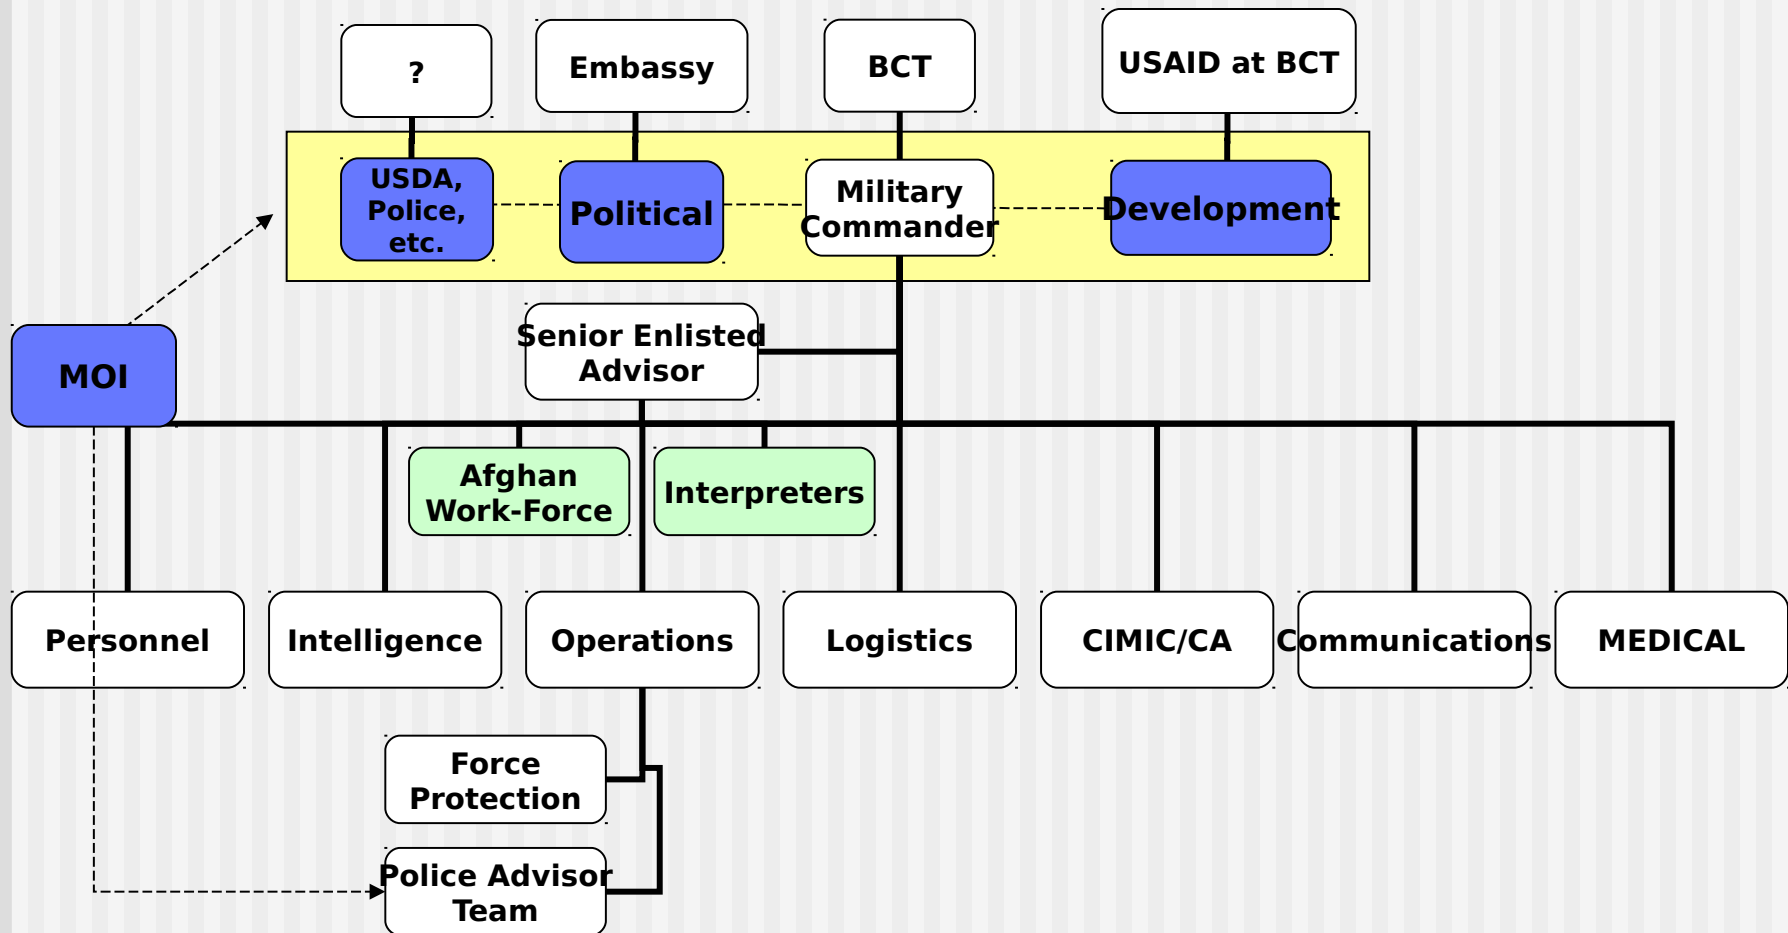 ?
Embassy
BCT
USAID at BCT
USDA,
Police,
etc.
Political
Military
Commander
Development
Senior Enlisted
Advisor
MOI
Afghan
Work-Force
Interpreters
Personnel
Intelligence
Operations
Logistics
CIMIC/CA
Communications
MEDICAL
Force
Protection
Police Advisor
Team